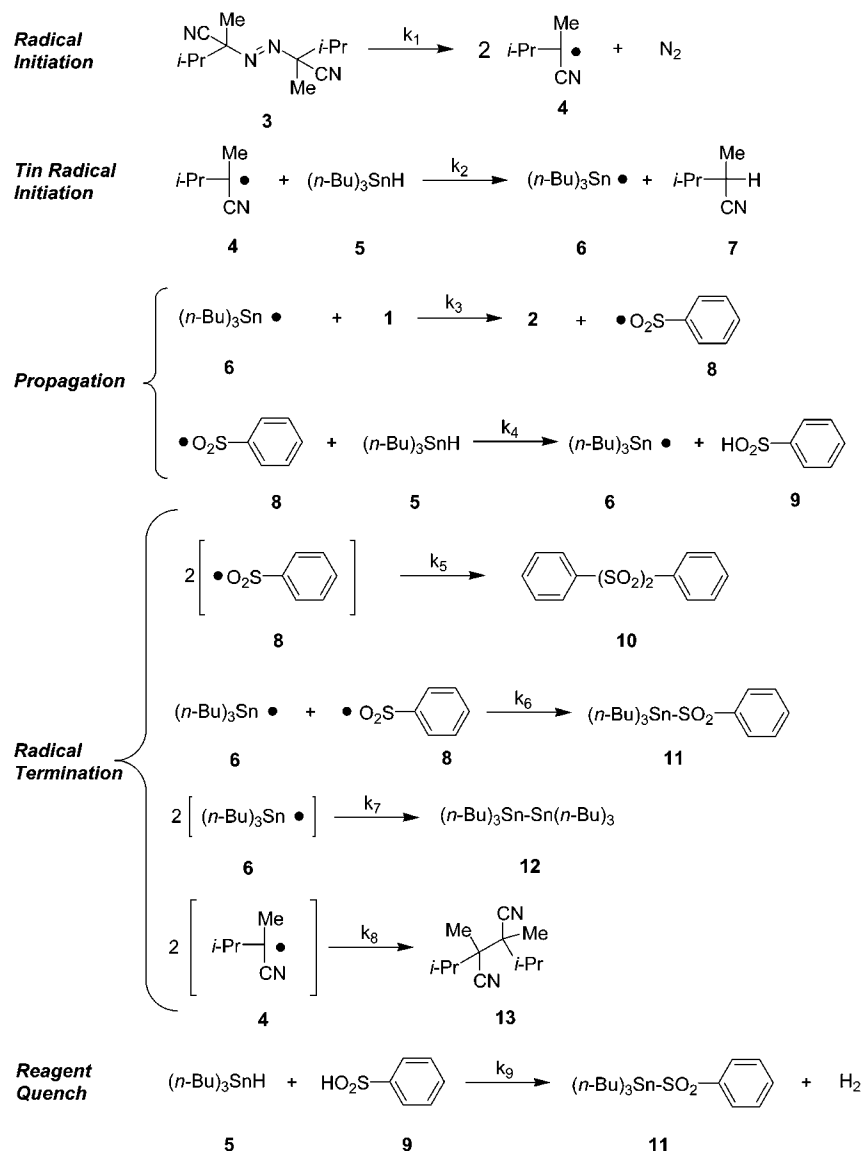 Radical Initiation
NC Me i-Pr N=N i-Pr CN Me k1 2 i-Pr Me CN • + N2
3 4
Tin Radical Initiation
i-Pr Me CN • + (n-Bu)3SnH k2 (n-Bu)3Sn • + i-Pr Me H CN
4 5 6 7
Propagation
(n-Bu)3Sn • + 1 k3 2 + •O2S
6 8
•O2S + (n-Bu)3SnH k4 (n-Bu)3Sn • + HO2S
8 5 6 9
Radical Termination
2 [ •O2S ] k5 (SO2)2
8 10
(n-Bu)3Sn • + •O2S k6 (n-Bu)3Sn-SO2
6 8 11
2 [ (n-Bu)3Sn • ] k7 (n-Bu)3Sn-Sn(n-Bu)3
6 12
2 [ i-Pr Me CN • ] k8 Me CN Me i-Pr CN i-Pr
4 13
Reagent Quench
(n-Bu)3SnH + HO2S k9 (n-Bu)3Sn-SO2 + H2
5 9 11